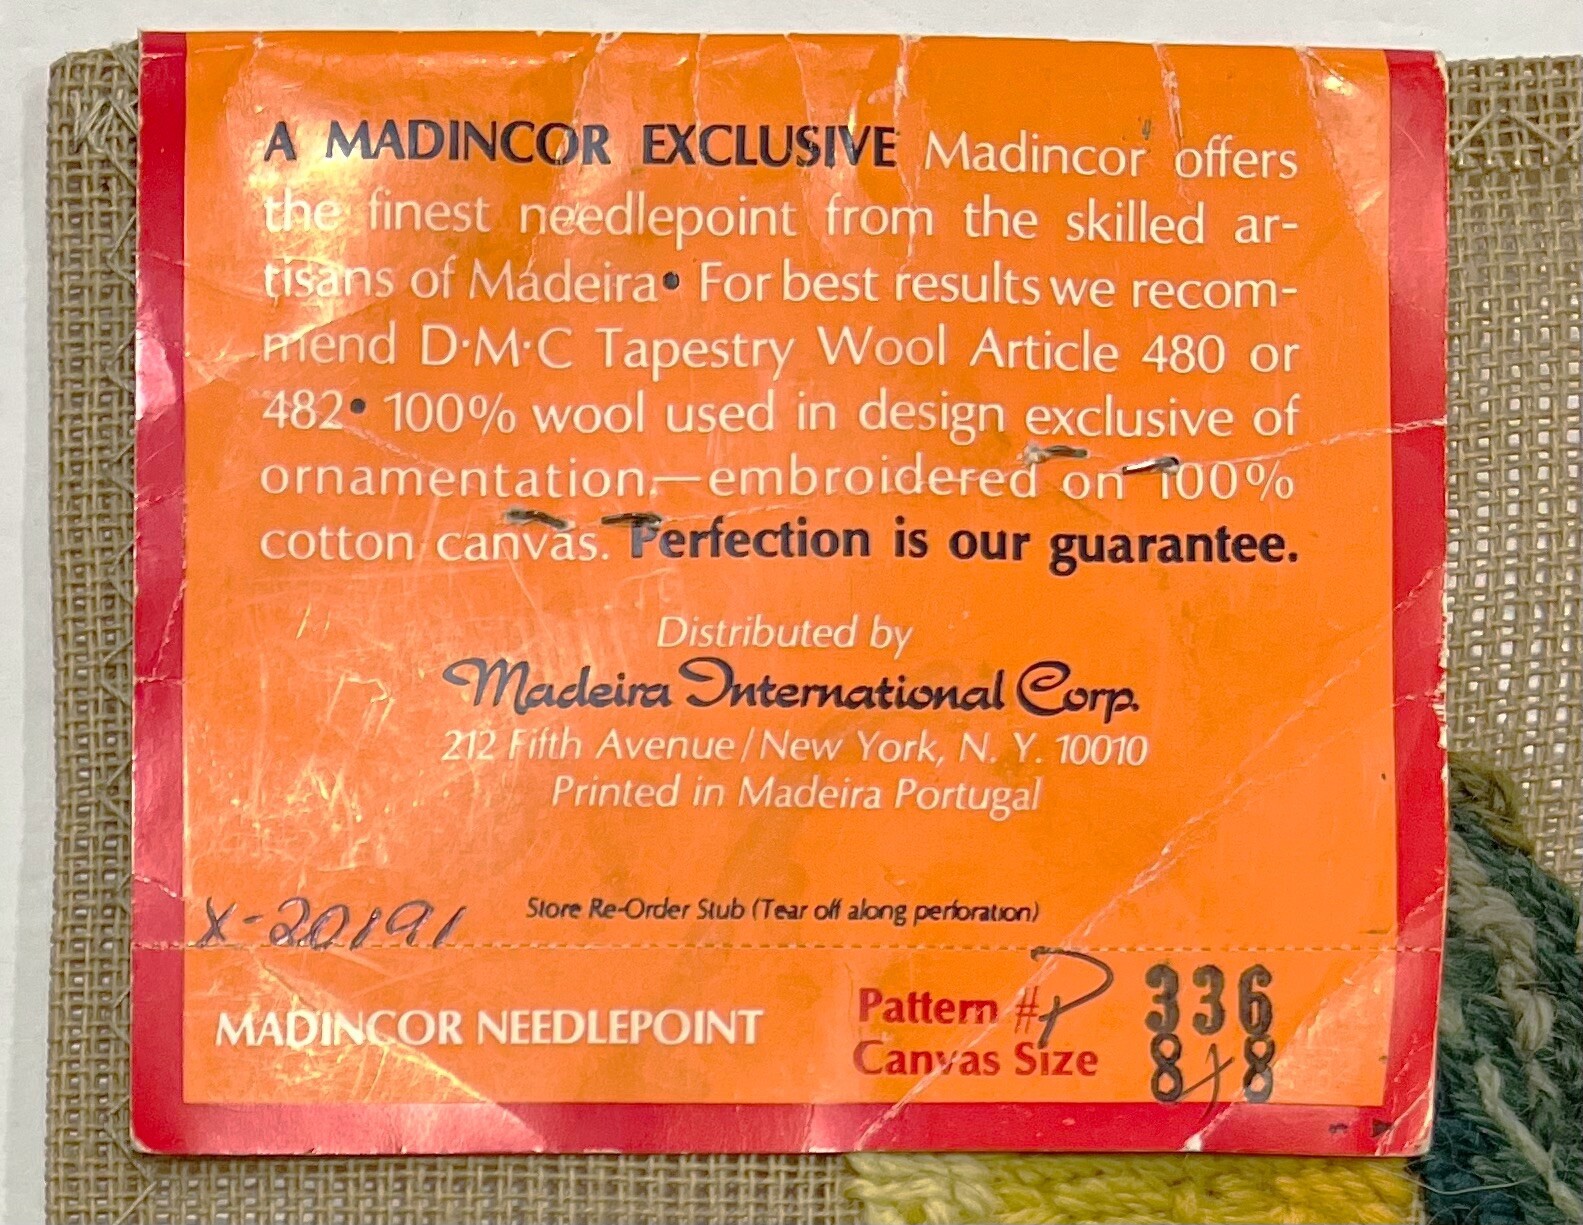 A MADINCOR EXCLUSIVE Madincor offers
the finest needlepoint from the skilled ar-
tisans of Madeira• For best results we recom-
mend D·M·C Tapestry Wool Article 480 or
482• 100% wool used in design exclusive of
ornamentation,—embroidered on 100%
cotton canvas. Perfection is our guarantee.
Distributed by
Madeira International Corp.
212 Fifth Avenue/New York, N. Y. 10010
Printed in Madeira Portugal
X-20191
Store Re-Order Stub (Tear off along perforation)
MADINCOR NEEDLEPOINT
Pattern # P 336
Canvas Size 8x8